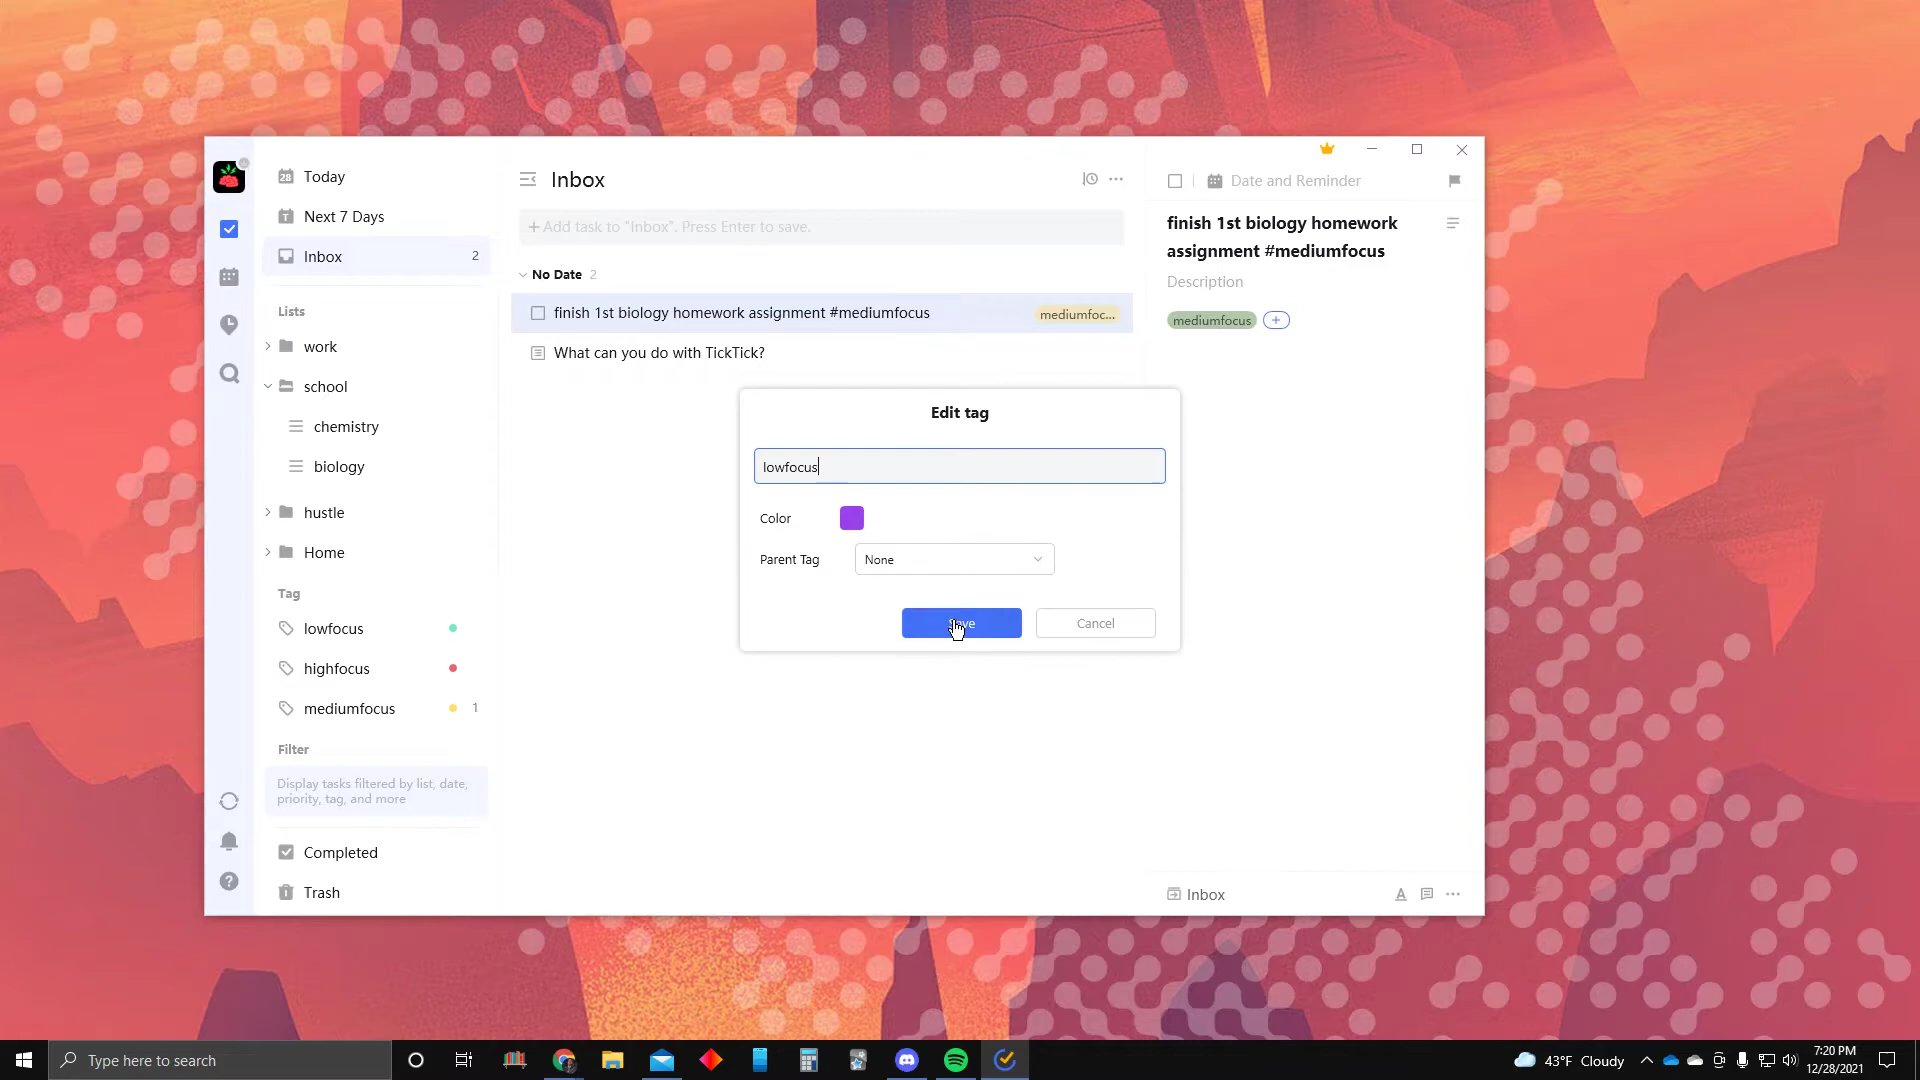 Today
Next 7 Days
Inbox 2
Lists
work
school
chemistry
biology
hustle
Home
Tag
lowfocus
highfocus
mediumfocus 1
Filter
Display tasks filtered by list, date,
priority, tag, and more
Completed
Trash
Inbox
+ Add task to "Inbox". Press Enter to save.
No Date 2
finish 1st biology homework assignment #mediumfocus mediumfoc...
What can you do with TickTick?
Edit tag
lowfocus
Color
Parent Tag None
Cancel
Date and Reminder
finish 1st biology homework
assignment #mediumfocus
Description
mediumfocus +
Inbox
Type here to search
43°F Cloudy
7:20 PM
12/28/2021